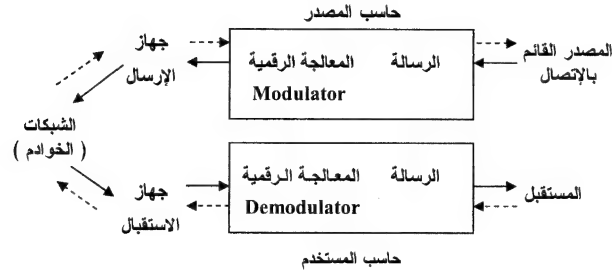 حاسب المصدر
المصدر القائم
بالإتصال
الرسالة المعالجة الرقمية
Modulator
جهاز
الإرسال
الشبكات
( الخوادم )
جهاز
الاستقبال
الرسالة المعالجة الرقمية
Demodulator
المستقبل
حاسب المستخدم